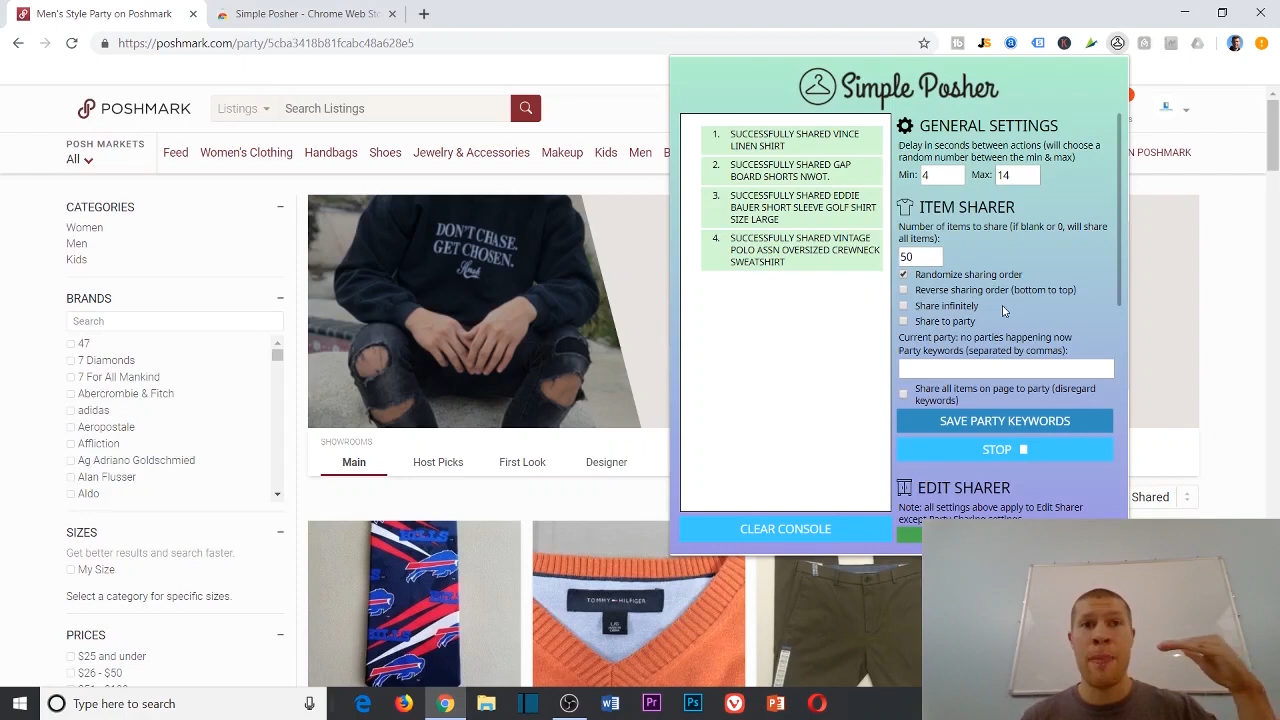 Men's Style Party on Poshmark
Simple Posher - Chrome Web St
https://poshmark.com/party/5cba3418b81fcabc48a628e5
POSHMARK
Listings
Search Listings
POSH MARKETS
All
Feed
Women's Clothing
Handbags
Shoes
Jewelry & Accessories
Makeup
Kids
Men
N POSHMARK
CATEGORIES
Women
Men
Kids
BRANDS
Search
47
7 Diamonds
7 For All Mankind
Abercrombie & Fitch
adidas
Aeropostale
Affliction
Ag Adriano Goldschmied
Alan Flusser
Aldo
SIZES
Get better results and search faster.
My Size
Select a category for specific sizes.
PRICES
$25 and under
$26 - $50
DON'T CHASE.
GET CHOSEN.
SHOWROOMS
Main
Host Picks
First Look
Designer
Shared
BILLS
TOMMY HILFIGER
Simple Posher
1. SUCCESSFULLY SHARED VINCE
LINEN SHIRT
2. SUCCESSFULLY SHARED GAP
BOARD SHORTS NWOT.
3. SUCCESSFULLY SHARED EDDIE
BAUER SHORT SLEEVE GOLF SHIRT
SIZE LARGE
4. SUCCESSFULLY SHARED VINTAGE
POLO ASSN OVERSIZED CREWNECK
SWEATSHIRT
CLEAR CONSOLE
GENERAL SETTINGS
Delay in seconds between actions (will choose a
random number between the min & max)
Min: 4 Max: 14
ITEM SHARER
Number of items to share (if blank or 0, will share
all items):
50
Randomize sharing order
Reverse sharing order (bottom to top)
Share infinitely
Share to party
Current party: no parties happening now
Party keywords (separated by commas):
Share all items on page to party (disregard
keywords)
SAVE PARTY KEYWORDS
STOP
EDIT SHARER
Note: all settings above apply to Edit Sharer
except Party Sharing settings
Type here to search